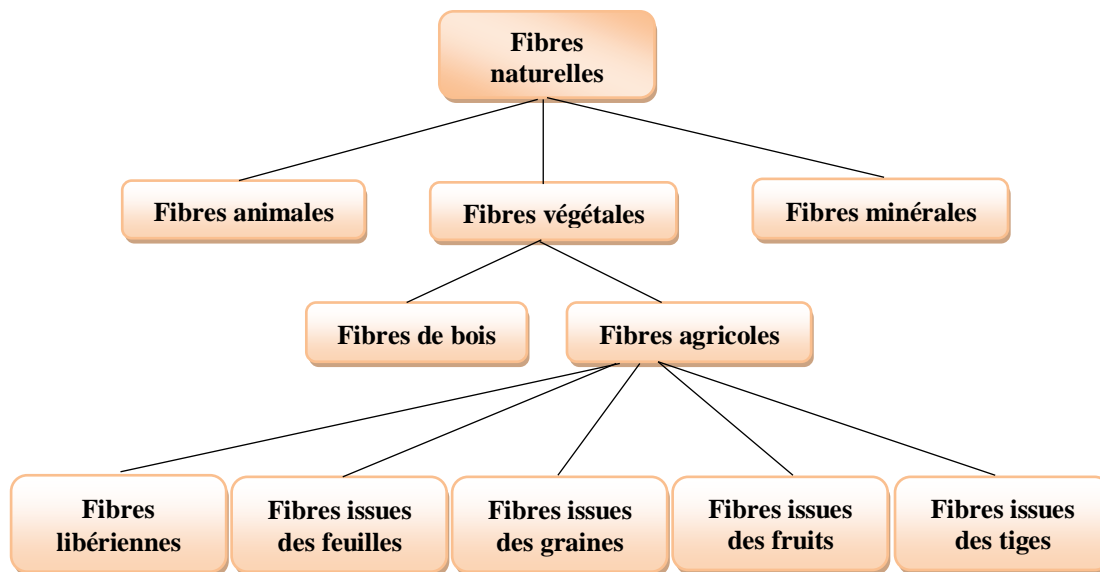 Fibres
naturelles
Fibres animales
Fibres végétales
Fibres minérales
Fibres de bois
Fibres agricoles
Fibres
libériennes
Fibres issues
des feuilles
Fibres issues
des graines
Fibres issues
des fruits
Fibres issues
des tiges